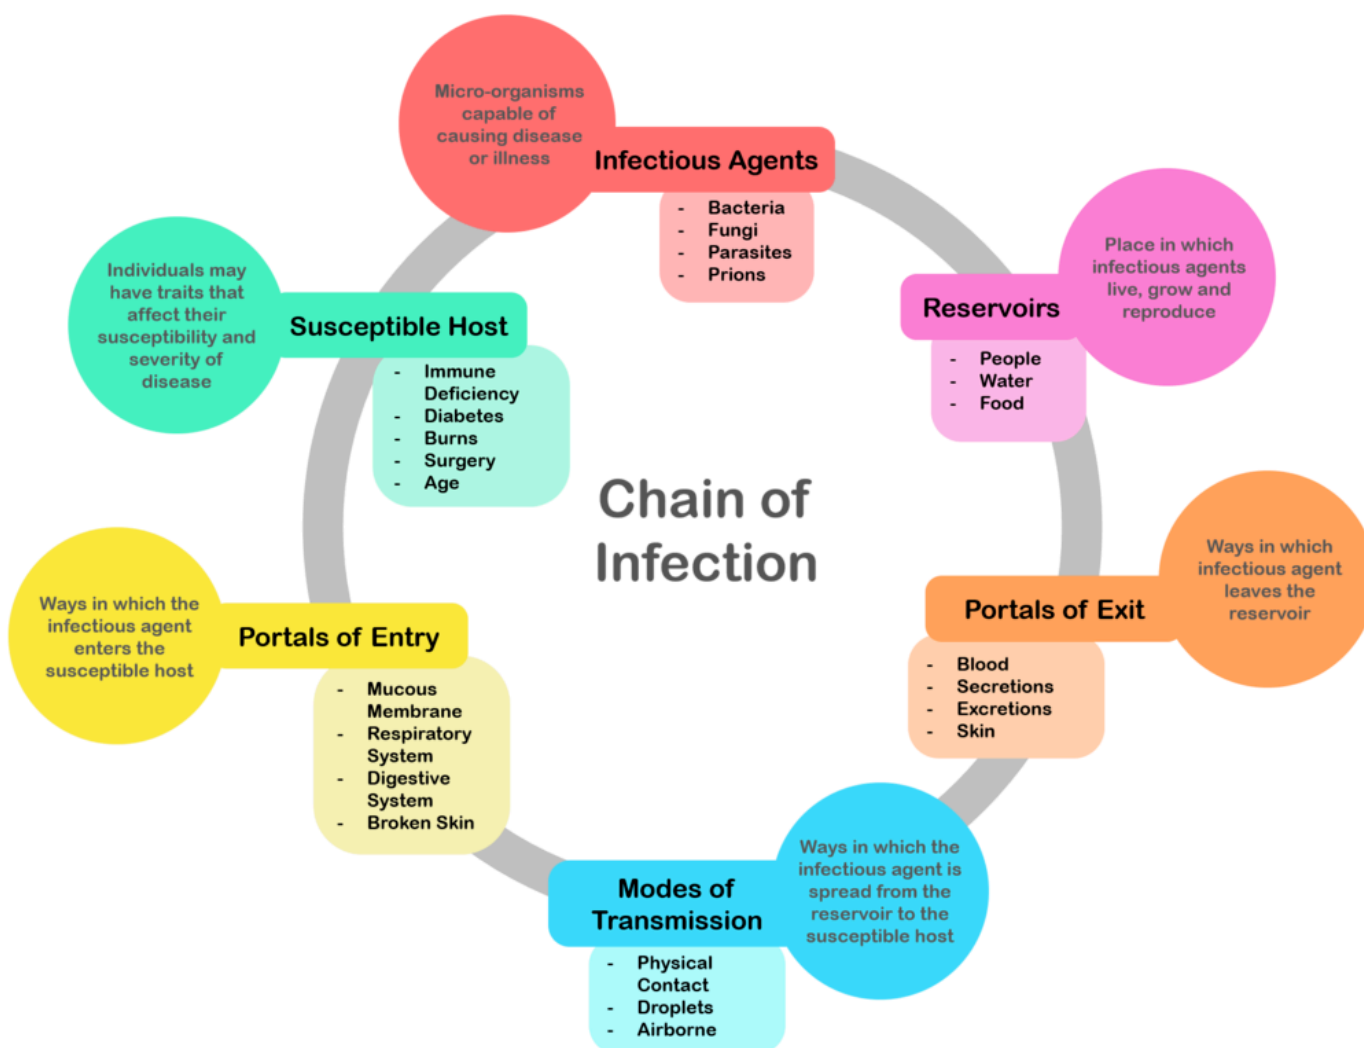 Micro-organisms
capable of
causing disease
or illness
Infectious Agents
- Bacteria
- Fungi
- Parasites
- Prions
Place in which
infectious agents
live, grow and
reproduce
Reservoirs
- People
- Water
- Food
Ways in which
infectious agent
leaves the
reservoir
Portals of Exit
- Blood
- Secretions
- Excretions
- Skin
Ways in which the
infectious agent is
spread from the
reservoir to the
susceptible host
Modes of
Transmission
- Physical
Contact
- Droplets
- Airborne
Ways in which the
infectious agent
enters the
susceptible host
Portals of Entry
- Mucous
Membrane
- Respiratory
System
- Digestive
System
- Broken Skin
Individuals may
have traits that
affect their
susceptibility and
severity of
disease
Susceptible Host
- Immune
Deficiency
- Diabetes
- Burns
- Surgery
- Age
Chain of
Infection